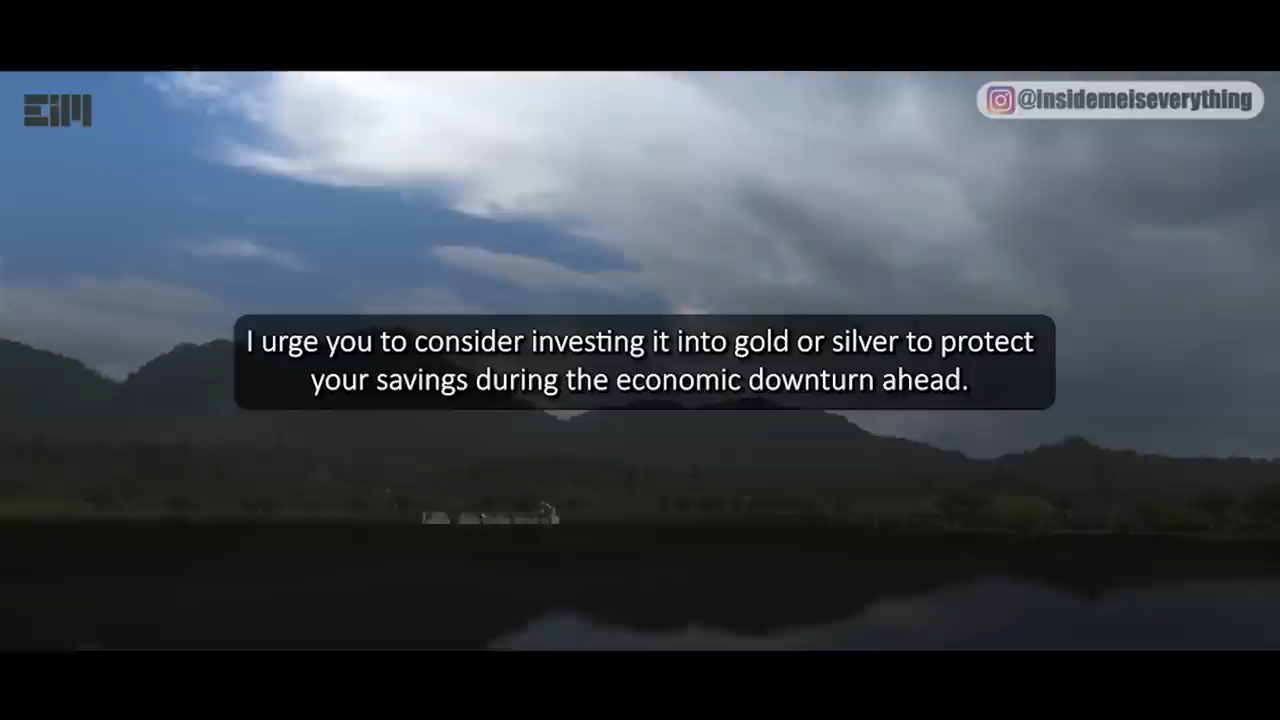 EiM
@insidemeiseverything
I urge you to consider investing it into gold or silver to protect
your savings during the economic downturn ahead.